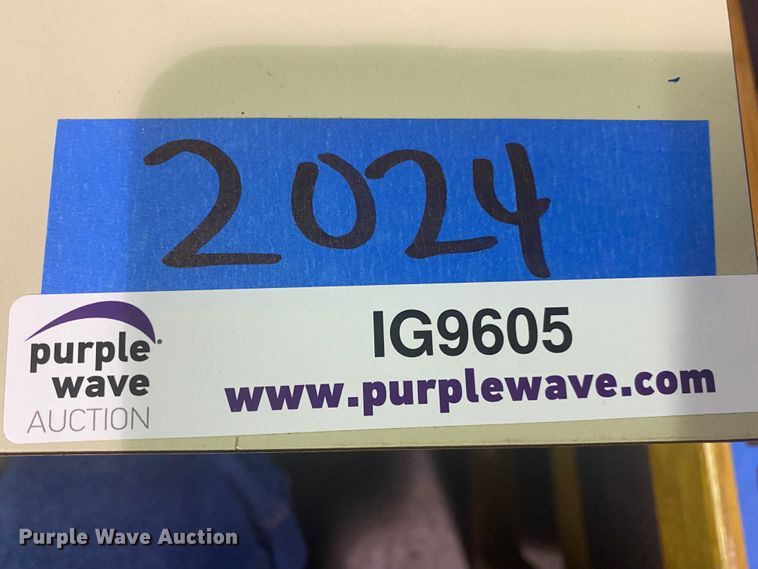 2024
IG9605
purple
wave
AUCTION
www.purplewave.com
Purple Wave Auction